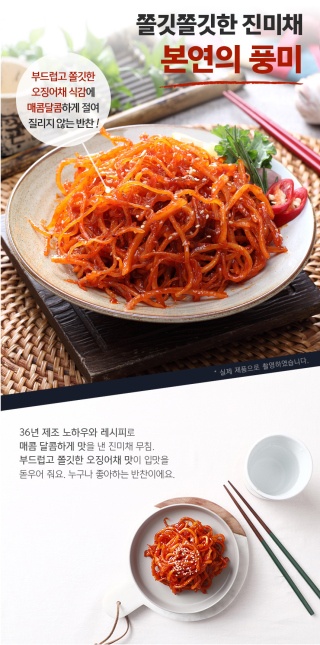 쫄깃쫄깃한 진미채
본연의 풍미
부드럽고 쫄깃한
오징어채 식감에
매콤달콤하게 절여
질리지 않는 반찬 !
* 실제 제품으로 촬영하였습니다.
36년 제조 노하우와 레시피로
매콤 달콤하게 맛을 낸 진미채 무침.
부드럽고 쫄깃한 오징어채 맛이 입맛을
돋우어 줘요. 누구나 좋아하는 반찬이에요.